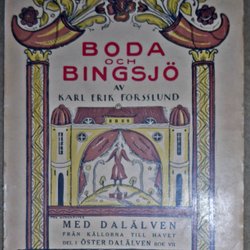 BODA
OCH
BINGSJÖ
AV
KARL ERIK FORSSLUND
MED DALÄLVEN
FRÅN KÄLLORNA TILL HAVET
DEL I ÖSTER DALÄLVEN BOK VII